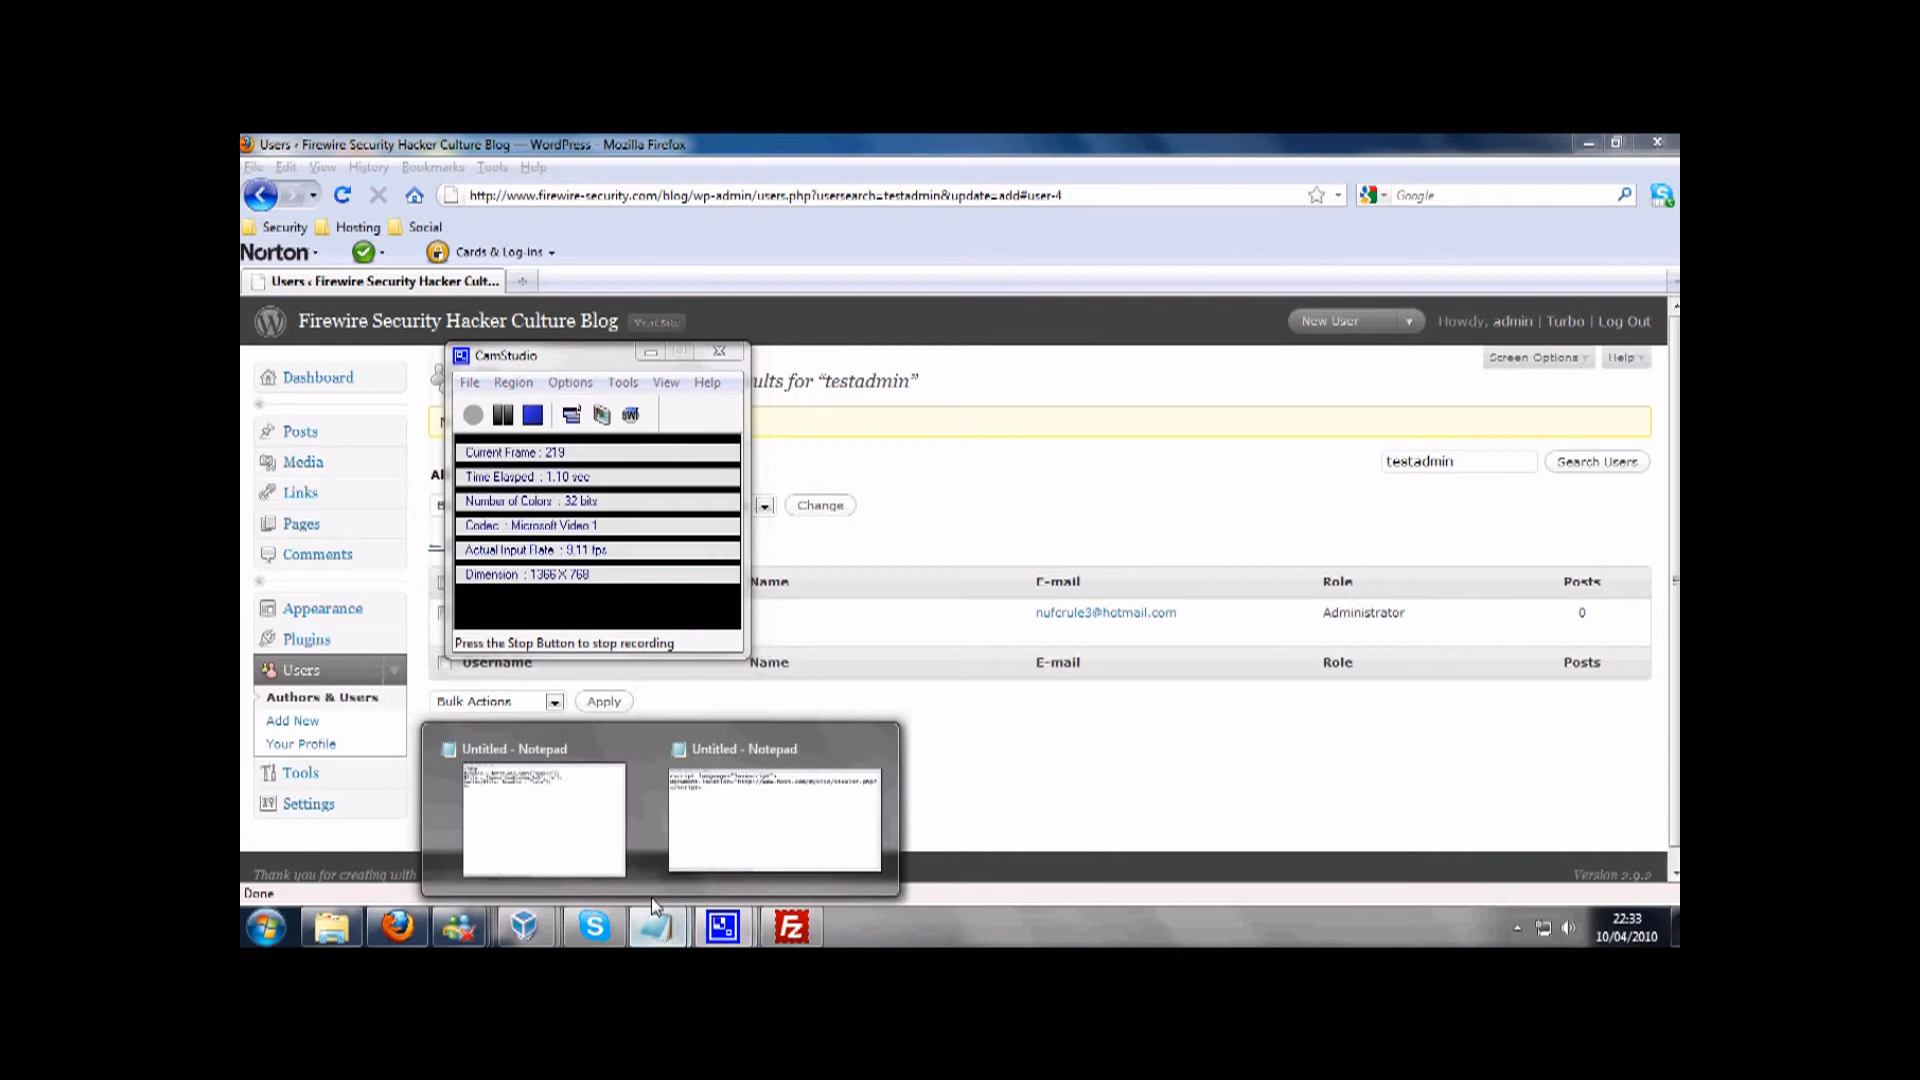 Users ‹ Firewire Security Hacker Culture Blog — WordPress - Mozilla Firefox
File Edit View History Bookmarks Tools Help
http://www.firewire-security.com/blog/wp-admin/users.php?usersearch=testadmin&update=add#user-4
Google
Security Hosting Social
Norton Cards & Log-ins
Users ‹ Firewire Security Hacker Cult...
Firewire Security Hacker Culture Blog Visit Site
New User Howdy, admin | Turbo | Log Out
Screen Options Help
CamStudio
File Region Options Tools View Help
Current Frame : 219
Time Elapsed : 1.10 sec
Number of Colors : 32 bits
Codec : Microsoft Video 1
Actual Input Rate : 9.11 fps
Dimension : 1366 X 768
Press the Stop Button to stop recording
ults for “testadmin”
testadmin Search Users
Change
Name E-mail Role Posts
nufcrule3@hotmail.com Administrator 0
Username Name E-mail Role Posts
Bulk Actions Apply
Dashboard
Posts
Media
Links
Pages
Comments
Appearance
Plugins
Users
Authors & Users
Add New
Your Profile
Tools
Settings
Untitled - Notepad
Untitled - Notepad
Thank you for creating with
Version 2.9.2
Done
22:33
10/04/2010